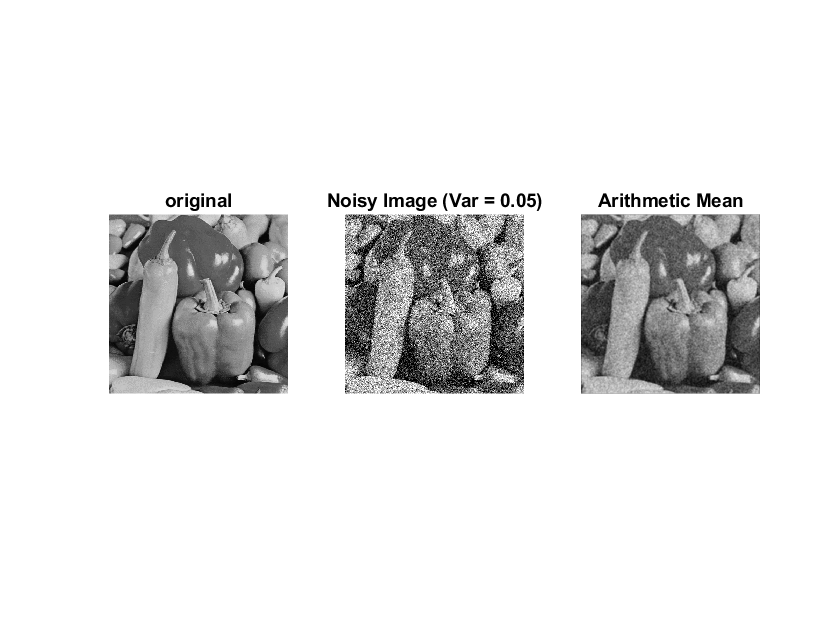 original
Noisy Image (Var = 0.05)
Arithmetic Mean